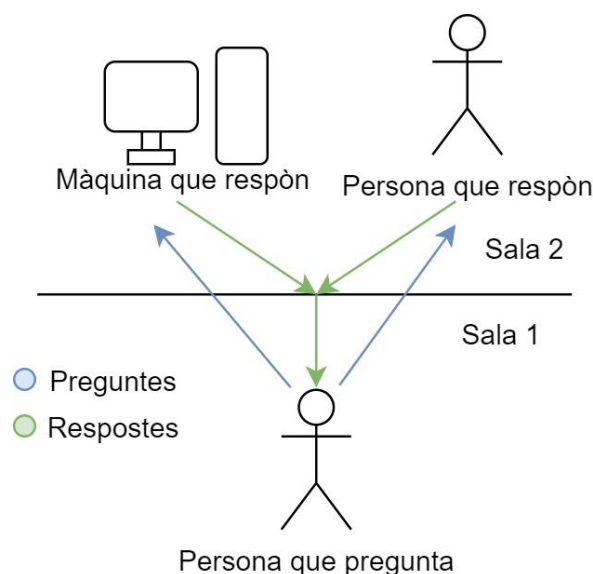 Màquina que respòn
Persona que respòn
Sala 2
Sala 1
Preguntes
Respostes
Persona que pregunta